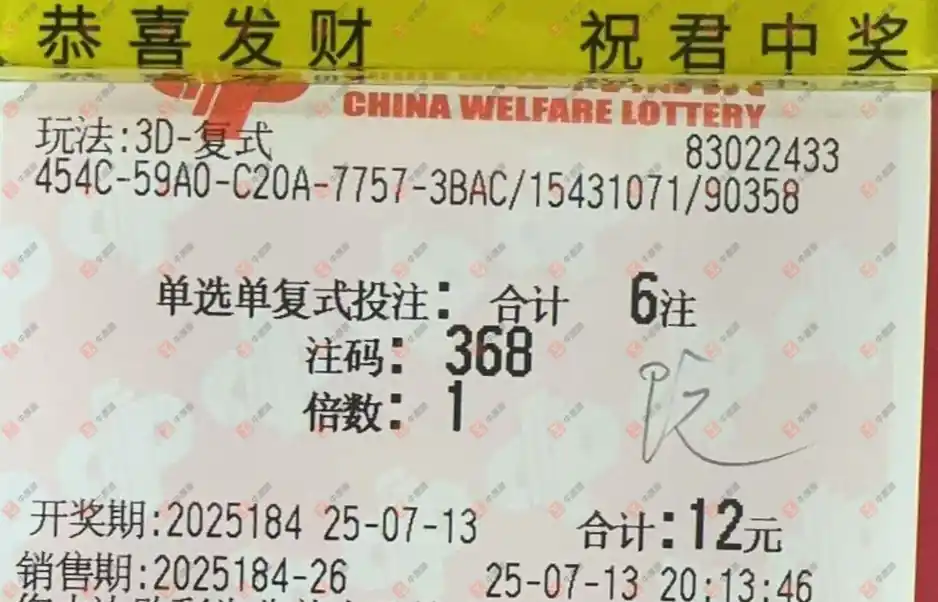 恭喜发财 祝君中奖
CHINA WELFARE LOTTERY
玩法:3D-复式 83022433
454C-59A0-C20A-7757-3BAC/15431071/90358
单选单复式投注: 合计 6注
注码: 368
倍数: 1
开奖期:2025184 25-07-13 合计:12元
销售期:2025184-26 25-07-13 20:13:46